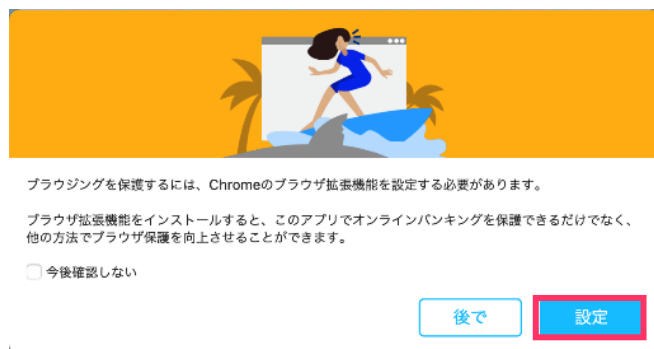 ブラウジングを保護するには、Chromeのブラウザ拡張機能を設定する必要があります。
ブラウザ拡張機能をインストールすると、このアプリでオンラインバンキングを保護できるだけでなく、
他の方法でブラウザ保護を向上させることができます。
今後確認しない
後で
設定